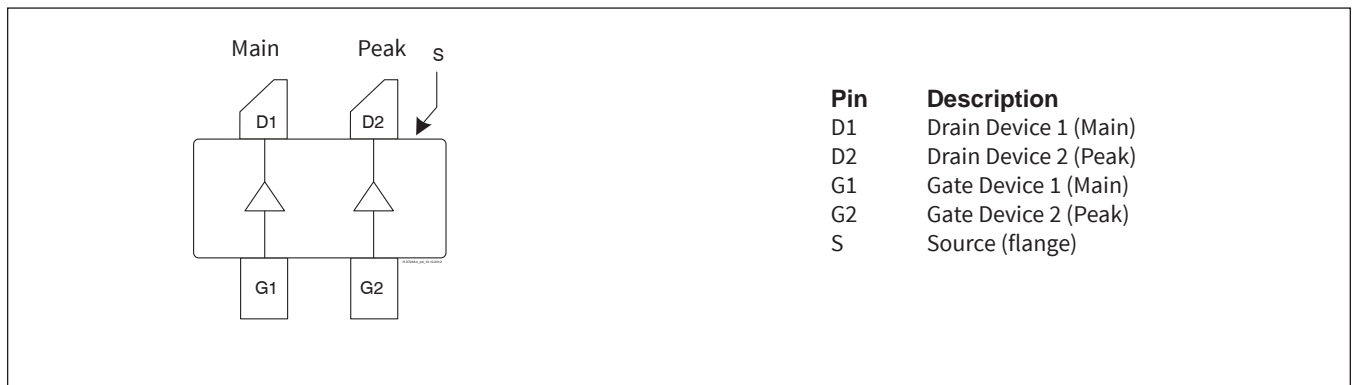 Main Peak S
D1 D2
G1 G2
Pin Description
D1 Drain Device 1 (Main)
D2 Drain Device 2 (Peak)
G1 Gate Device 1 (Main)
G2 Gate Device 2 (Peak)
S Source (flange)